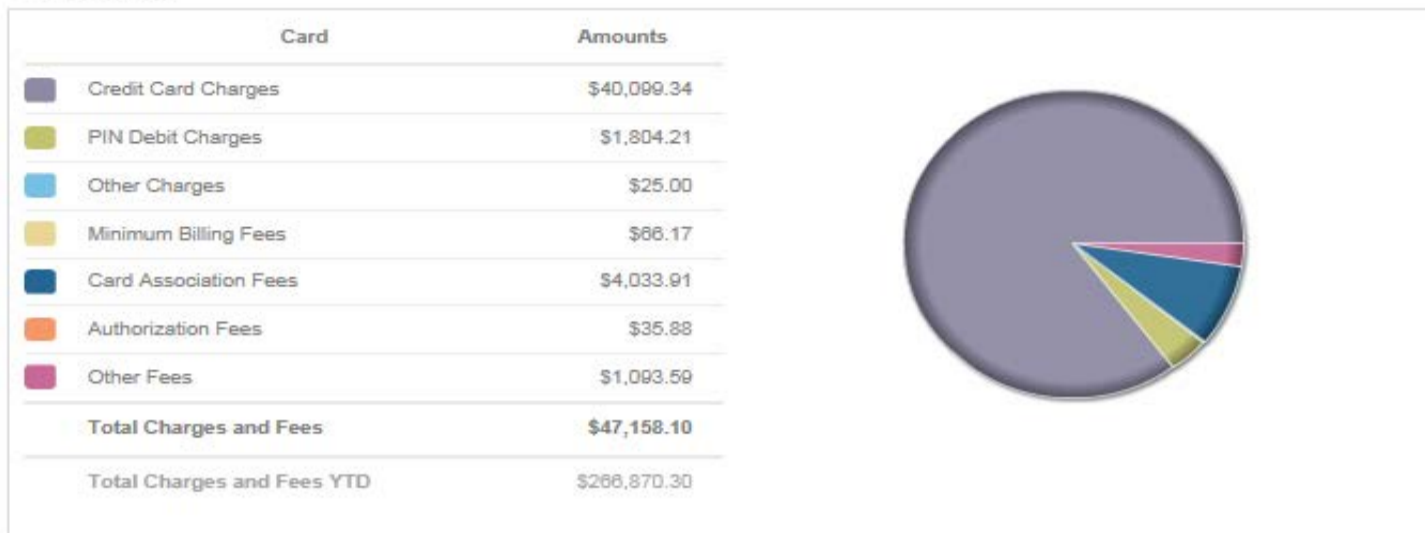 Card Amounts
Credit Card Charges $40,099.34
PIN Debit Charges $1,804.21
Other Charges $25.00
Minimum Billing Fees $66.17
Card Association Fees $4,033.91
Authorization Fees $35.88
Other Fees $1,093.59
Total Charges and Fees $47,158.10
Total Charges and Fees YTD $266,870.30